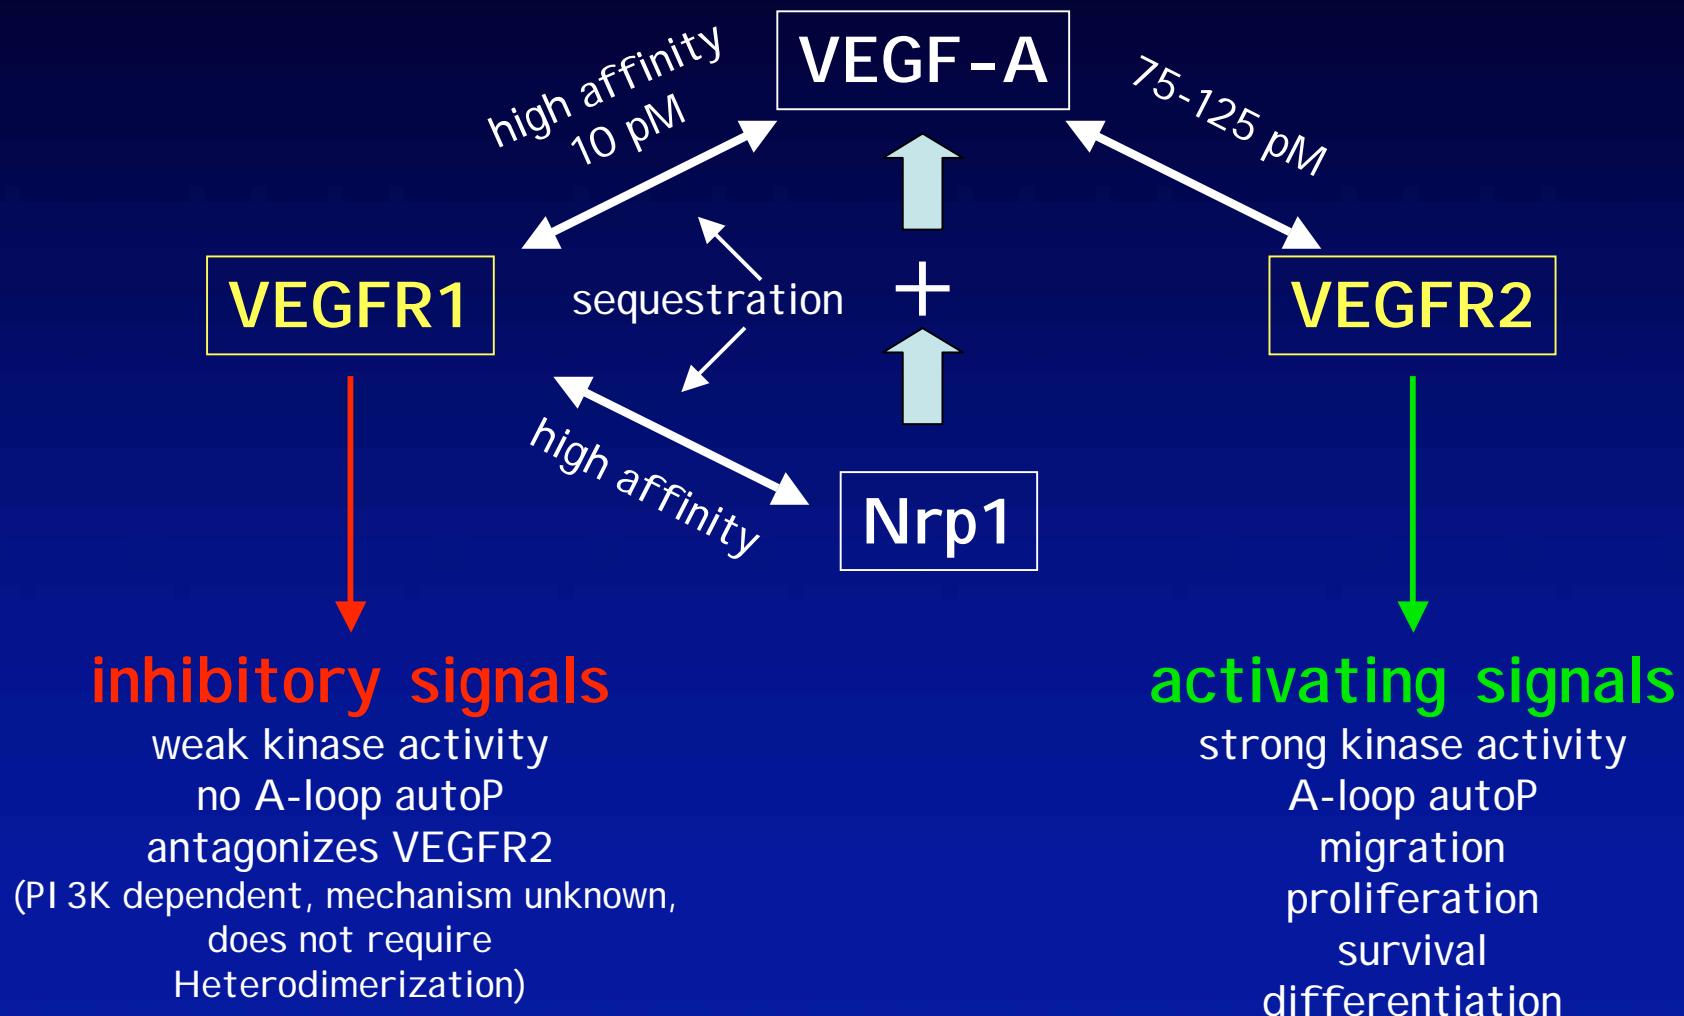 VEGF-A
high affinity
10 pM
75-125 pM
VEGFR1
sequestration
+
VEGFR2
high affinity
Nrp1
inhibitory signals
weak kinase activity
no A-loop autoP
antagonizes VEGFR2
(PI 3K dependent, mechanism unknown,
does not require
Heterodimerization)
activating signals
strong kinase activity
A-loop autoP
migration
proliferation
survival
differentiation